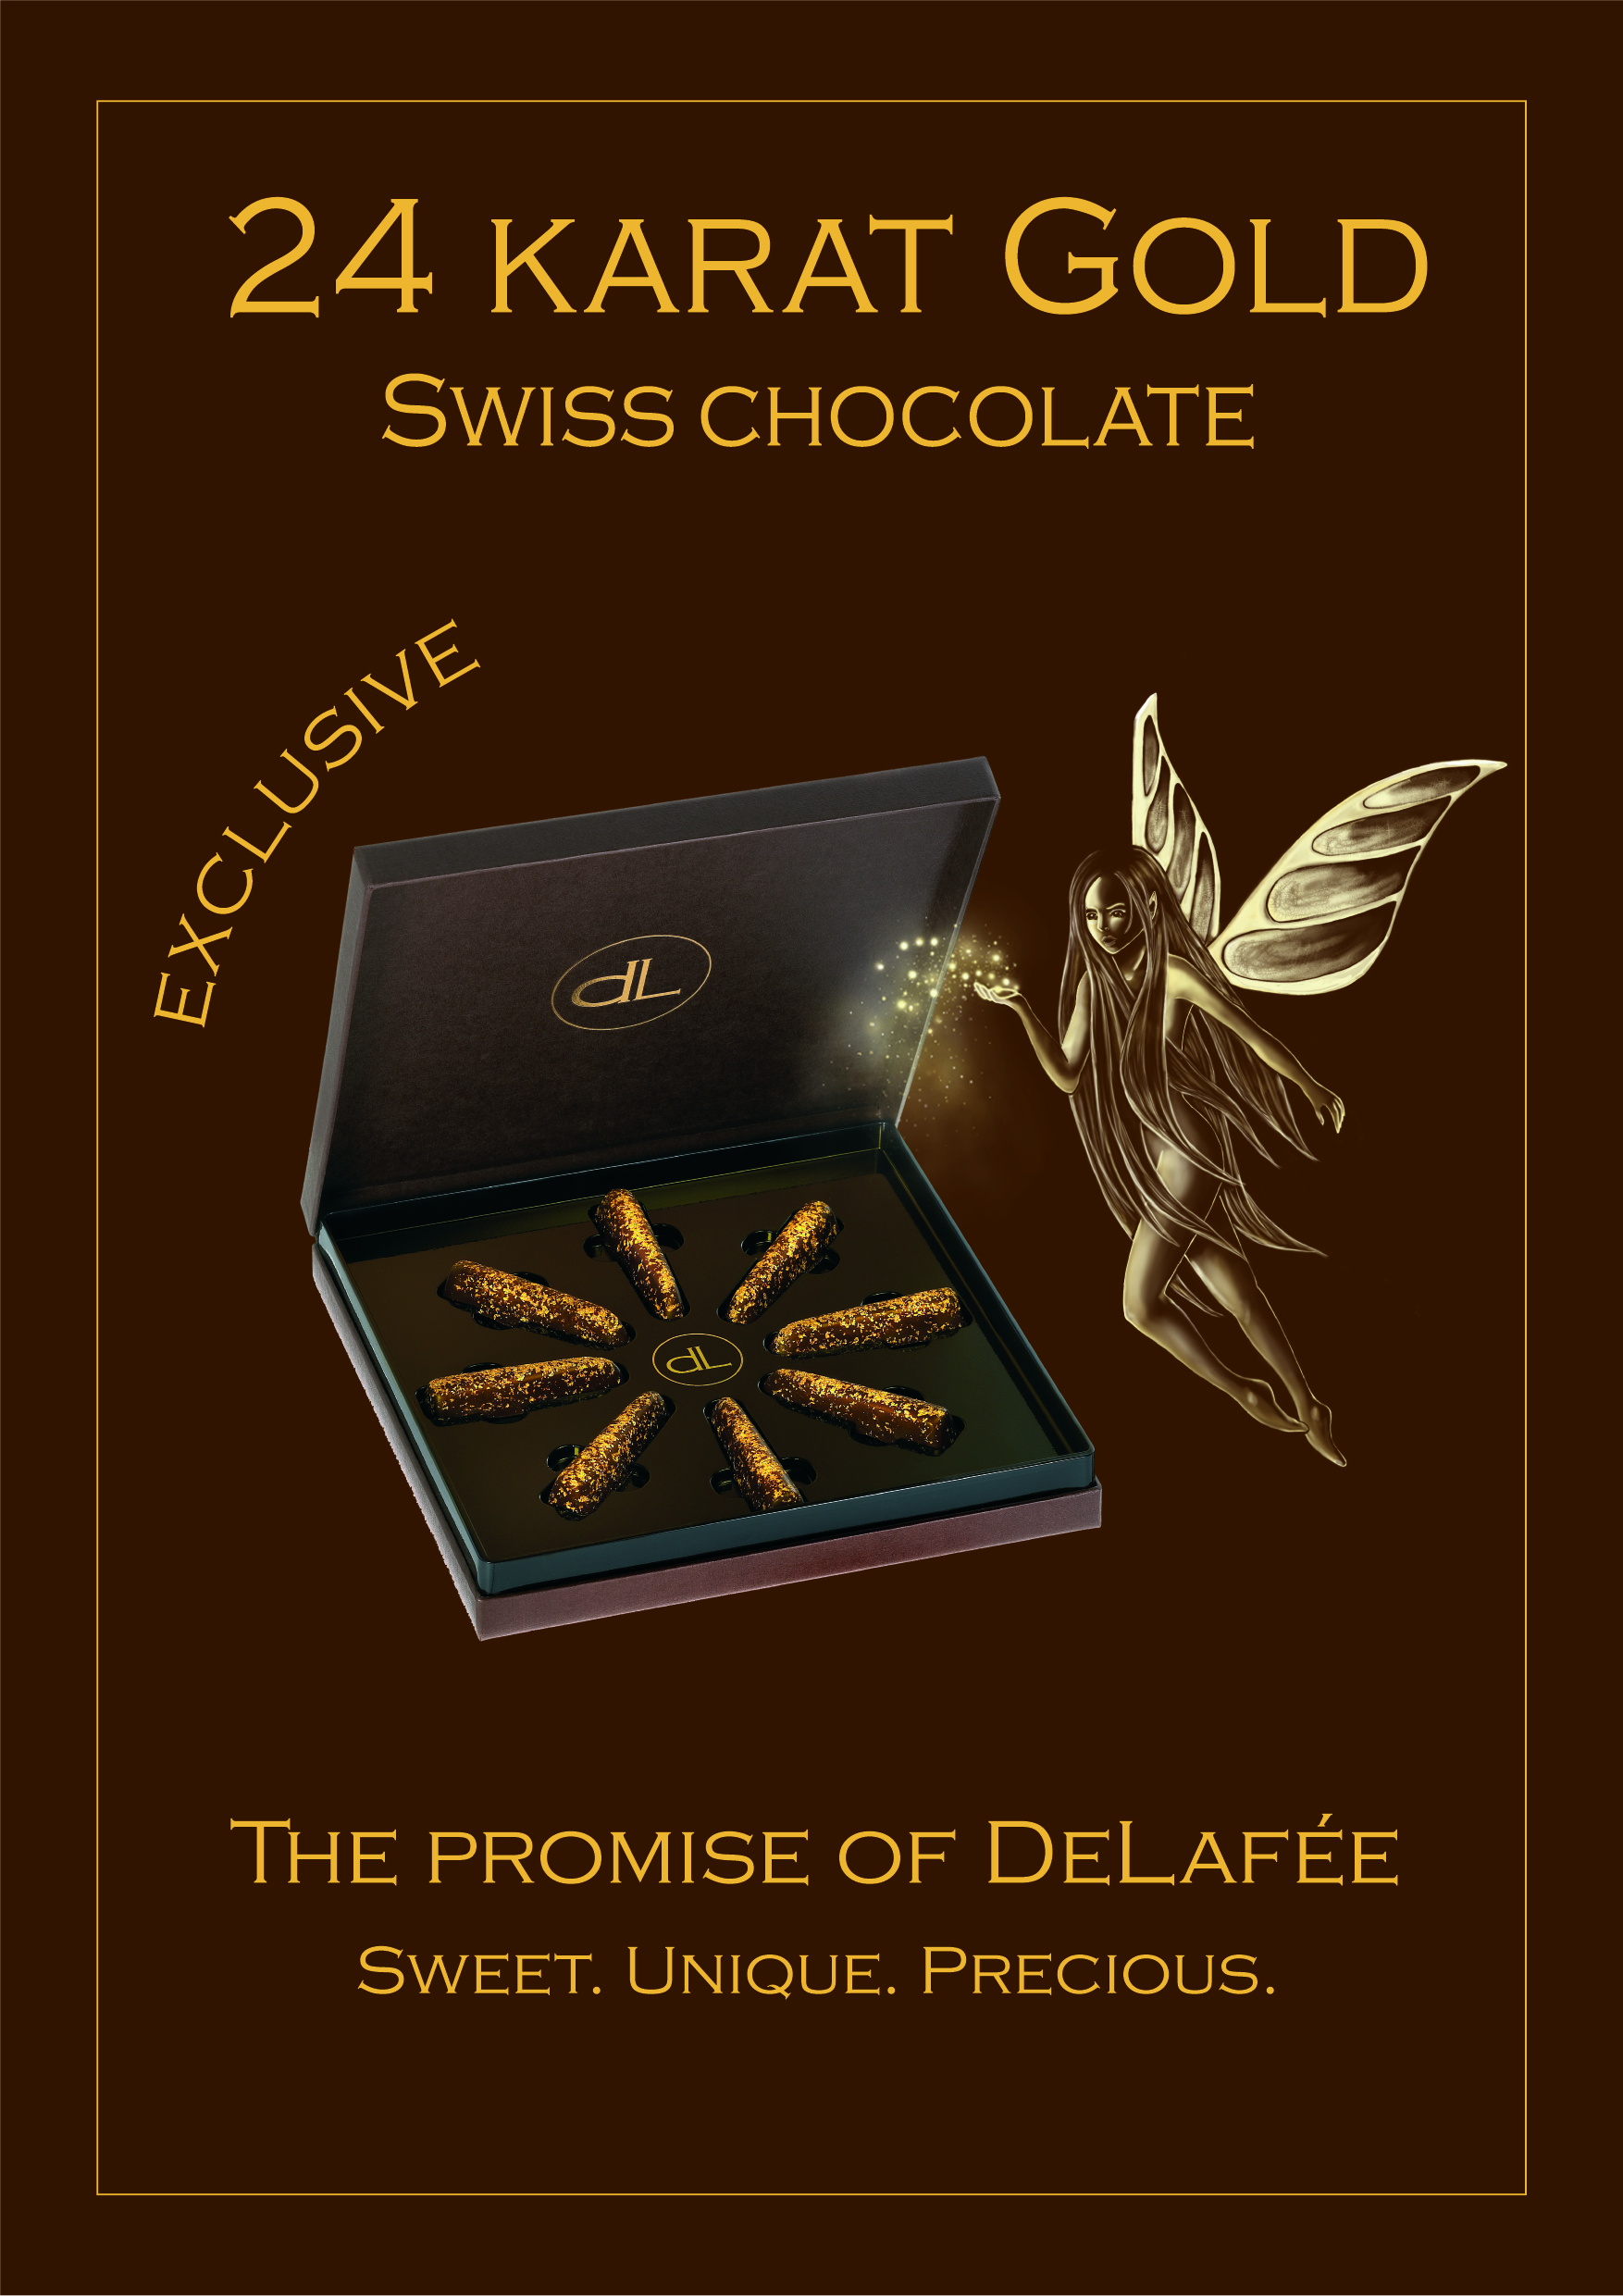 24 karat Gold
Swiss chocolate
EXCLUSIVE
dL
dL
The promise of DeLafée
Sweet. Unique. Precious.